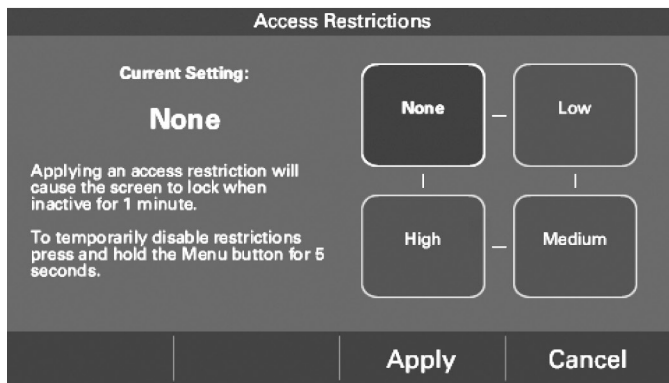 Access Restrictions
Current Setting:
None
Applying an access restriction will
cause the screen to lock when
inactive for 1 minute.
To temporarily disable restrictions
press and hold the Menu button for 5
seconds.
None
Low
High
Medium
Apply
Cancel